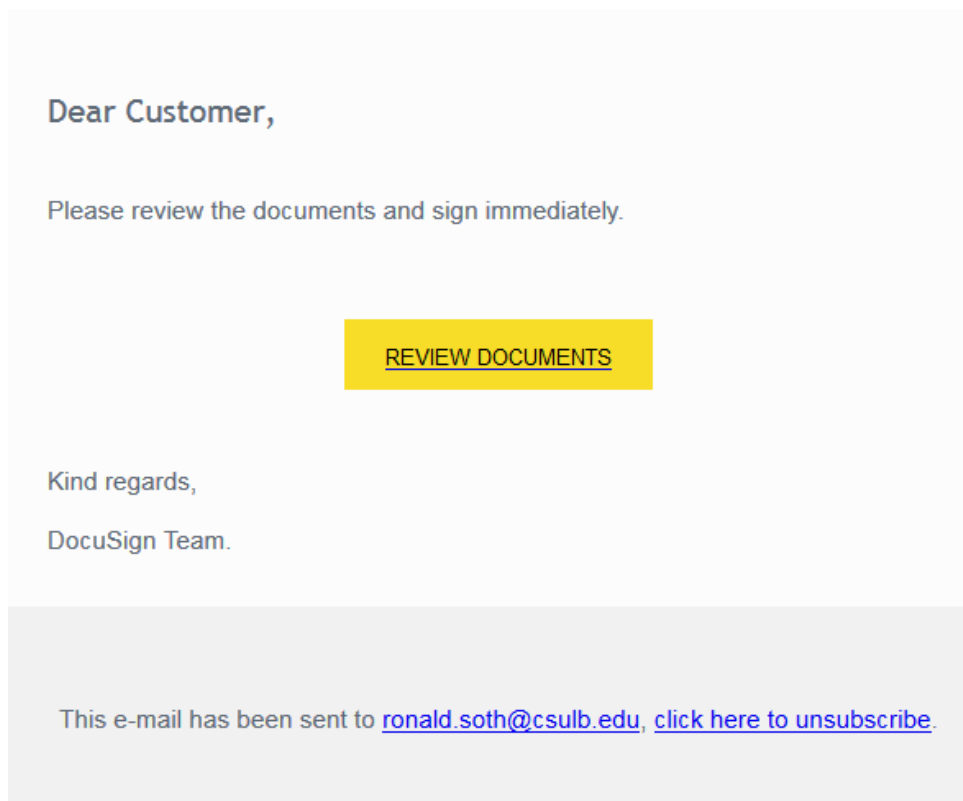 Dear Customer,
Please review the documents and sign immediately.
REVIEW DOCUMENTS
Kind regards,
DocuSign Team.
This e-mail has been sent to ronald.soth@csulb.edu, click here to unsubscribe.